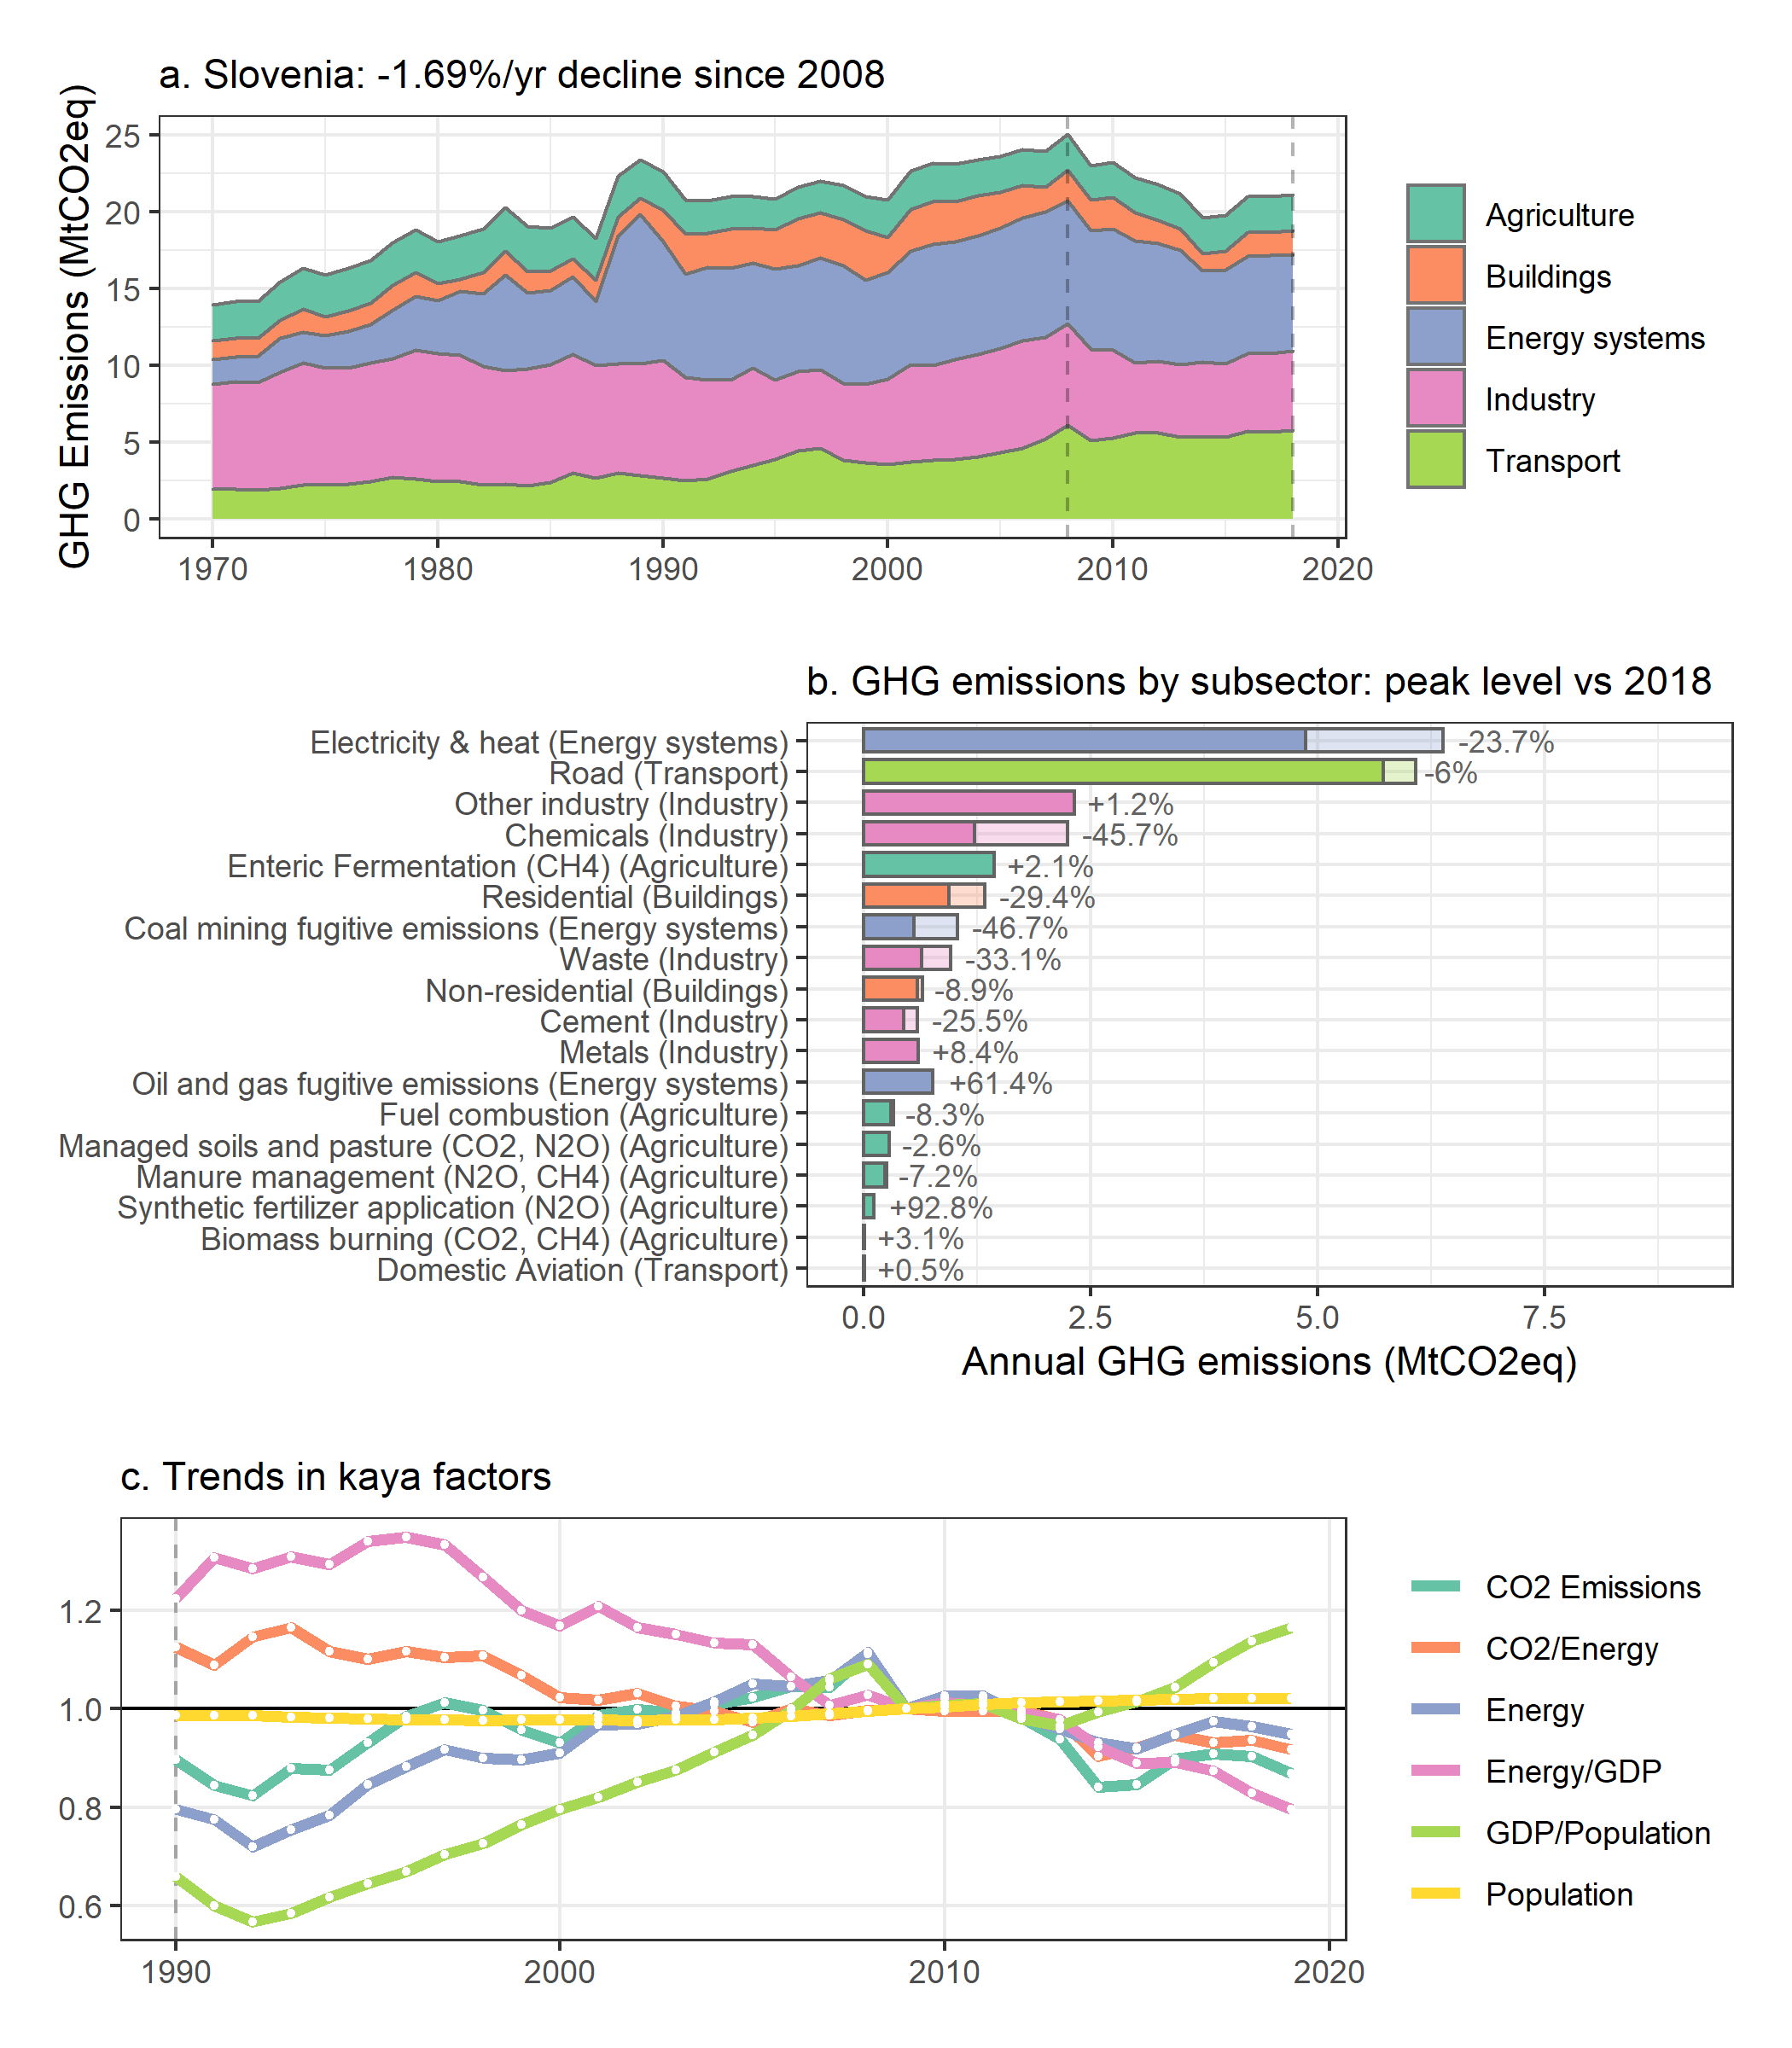 a. Slovenia: -1.69%/yr decline since 2008
GHG Emissions (MtCO2eq)
25
20
15
10
5
0
1970
1980
1990
2000
2010
2020
Agriculture
Buildings
Energy systems
Industry
Transport
b. GHG emissions by subsector: peak level vs 2018
Electricity & heat (Energy systems) -23.7%
Road (Transport) -6%
Other industry (Industry) +1.2%
Chemicals (Industry) -45.7%
Enteric Fermentation (CH4) (Agriculture) +2.1%
Residential (Buildings) -29.4%
Coal mining fugitive emissions (Energy systems) -46.7%
Waste (Industry) -33.1%
Non-residential (Buildings) -8.9%
Cement (Industry) -25.5%
Metals (Industry) +8.4%
Oil and gas fugitive emissions (Energy systems) +61.4%
Fuel combustion (Agriculture) -8.3%
Managed soils and pasture (CO2, N2O) (Agriculture) -2.6%
Manure management (N2O, CH4) (Agriculture) -7.2%
Synthetic fertilizer application (N2O) (Agriculture) +92.8%
Biomass burning (CO2, CH4) (Agriculture) +3.1%
Domestic Aviation (Transport) +0.5%
0.0
2.5
5.0
7.5
Annual GHG emissions (MtCO2eq)
c. Trends in kaya factors
1.2
1.0
0.8
0.6
1990
2000
2010
2020
CO2 Emissions
CO2/Energy
Energy
Energy/GDP
GDP/Population
Population